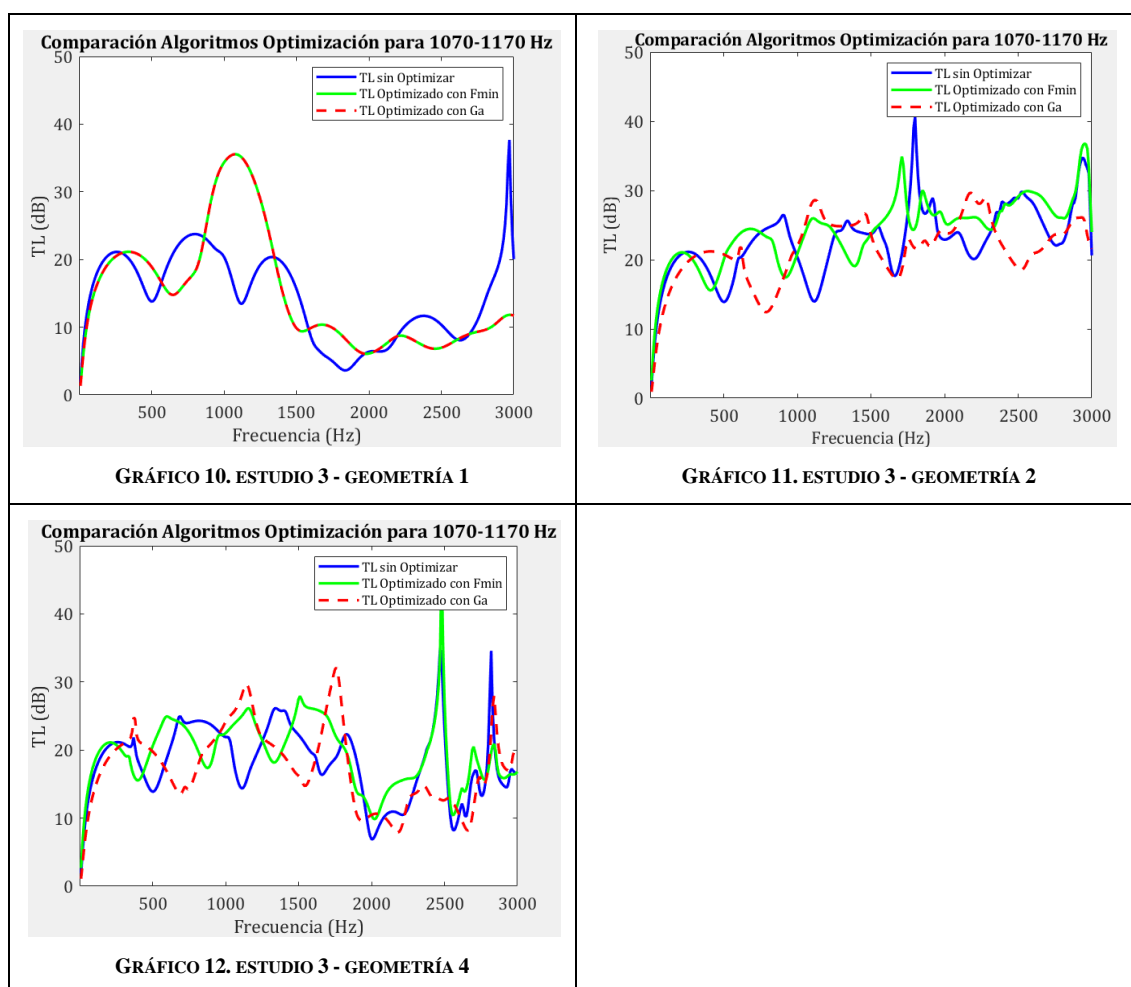 Comparación Algoritmos Optimización para 1070-1170 Hz
50
40
30
20
10
0
TL (dB)
TL sin Optimizar
TL Optimizado con Fmin
TL Optimizado con Ga
500 1000 1500 2000 2500 3000
Frecuencia (Hz)
GRÁFICO 10. ESTUDIO 3 - GEOMETRÍA 1
Comparación Algoritmos Optimización para 1070-1170 Hz
50
40
30
20
10
0
TL (dB)
TL sin Optimizar
TL Optimizado con Fmin
TL Optimizado con Ga
500 1000 1500 2000 2500 3000
Frecuencia (Hz)
GRÁFICO 11. ESTUDIO 3 - GEOMETRÍA 2
Comparación Algoritmos Optimización para 1070-1170 Hz
50
40
30
20
10
0
TL (dB)
TL sin Optimizar
TL Optimizado con Fmin
TL Optimizado con Ga
500 1000 1500 2000 2500 3000
Frecuencia (Hz)
GRÁFICO 12. ESTUDIO 3 - GEOMETRÍA 4